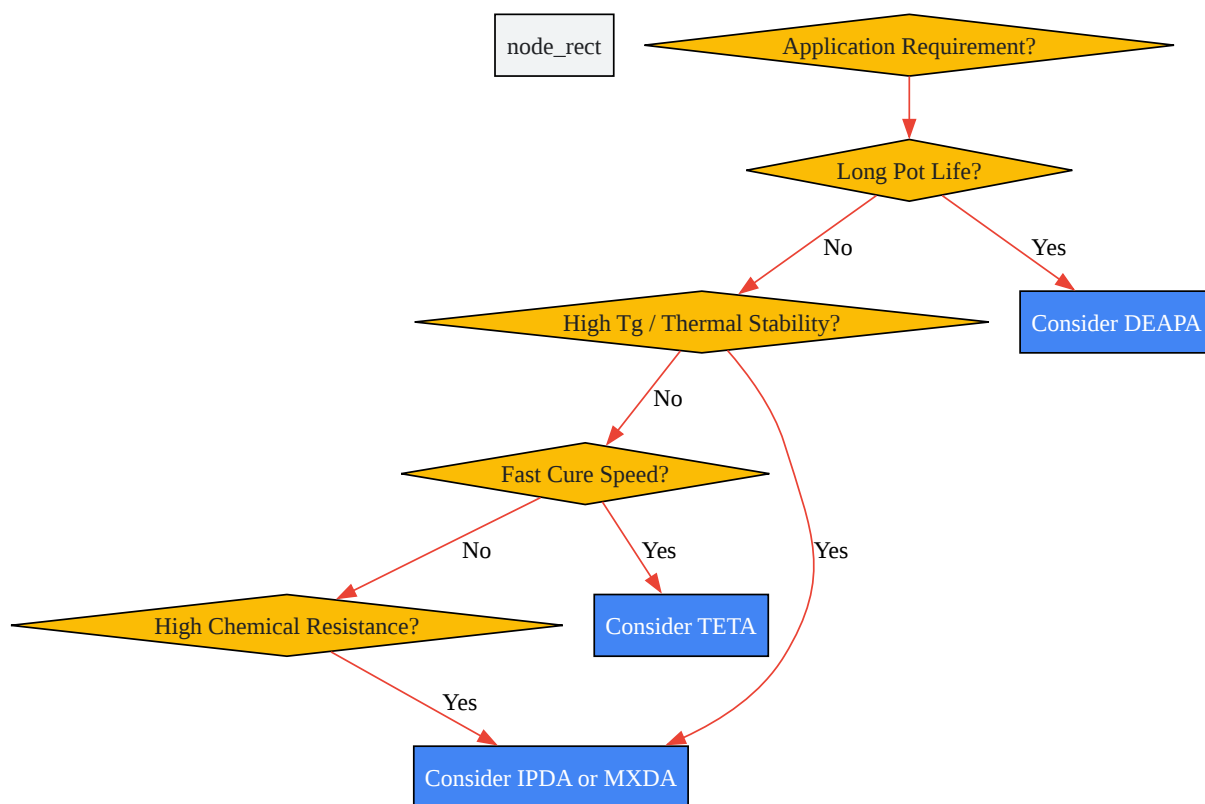 node_rect
Application Requirement?
Long Pot Life?
No
Yes
High Tg / Thermal Stability?
Consider DEAPA
No
Fast Cure Speed?
No
Yes
Yes
High Chemical Resistance?
Consider TETA
Yes
Consider IPDA or MXDA